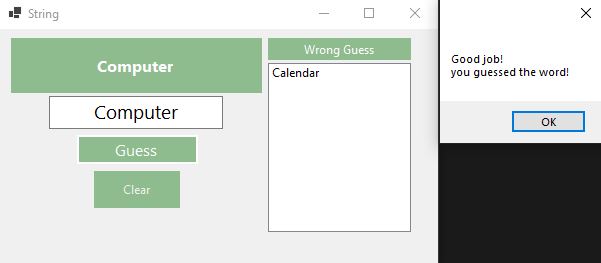 String
Computer
Computer
Guess
Clear
Wrong Guess
Calendar
Good job!
you guessed the word!
OK